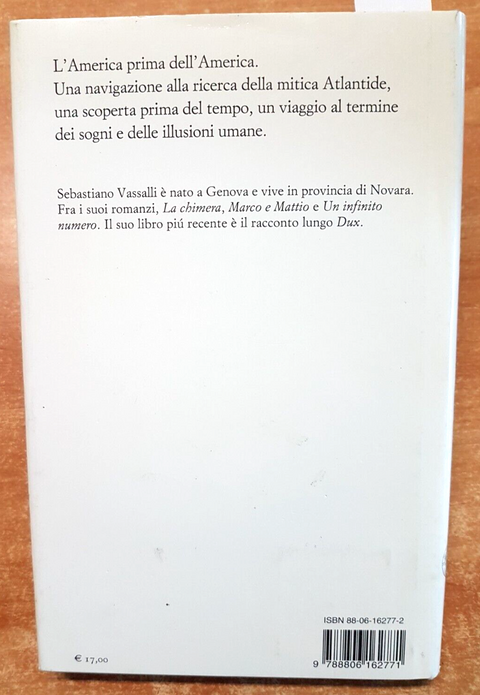 L'America prima dell'America.
Una navigazione alla ricerca della mitica Atlantide,
una scoperta prima del tempo, un viaggio al termine
dei sogni e delle illusioni umane.
Sebastiano Vassalli è nato a Genova e vive in provincia di Novara.
Fra i suoi romanzi, La chimera, Marco e Mattio e Un infinito
numero. Il suo libro piú recente è il racconto lungo Dux.
ISBN 88-06-16277-2
9 788806 162771
€ 17,00